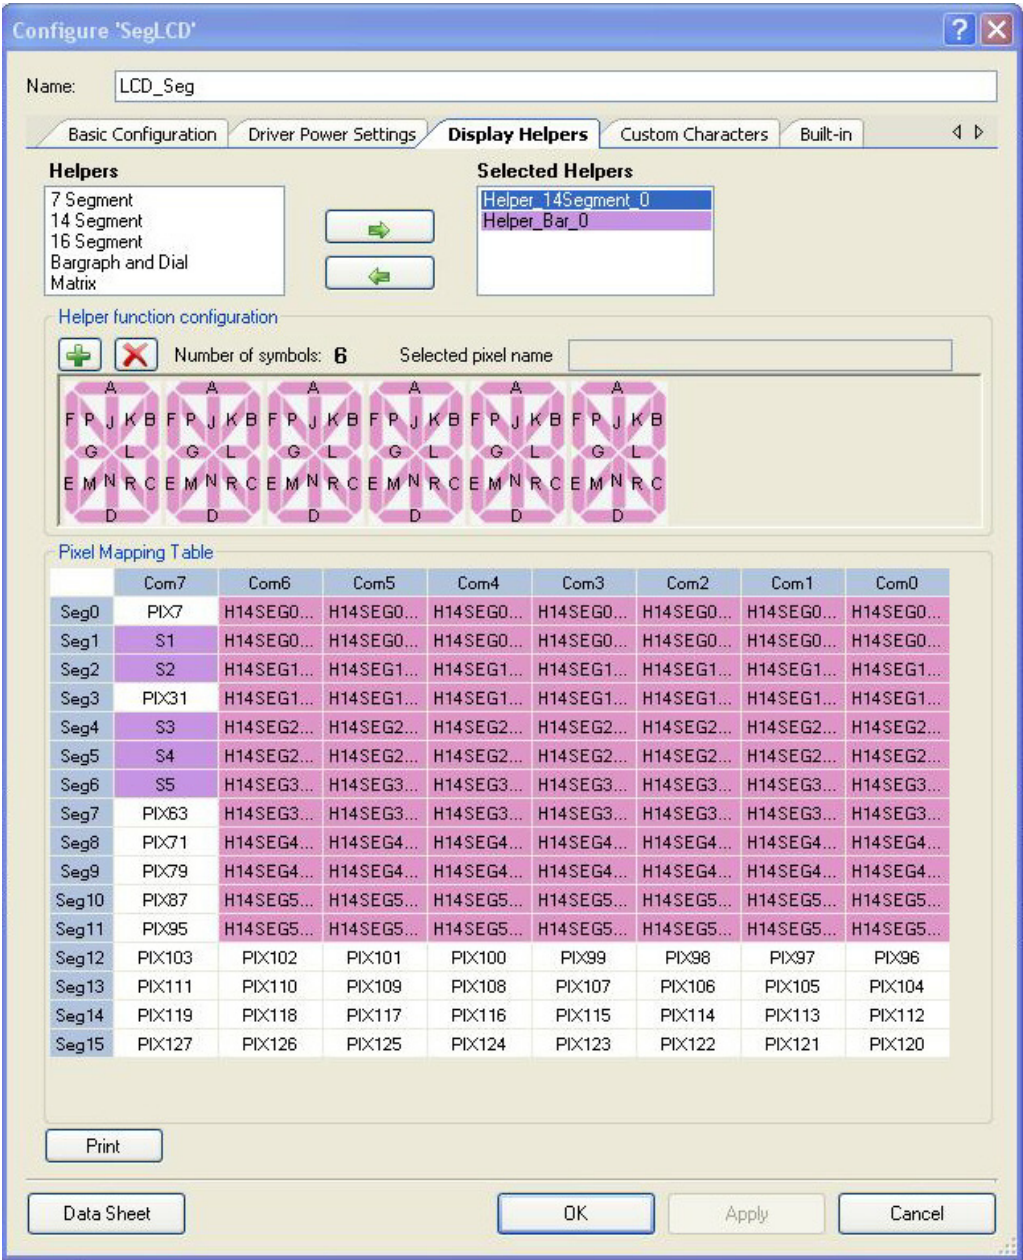 Configure 'SegLCD'
Name: LCD_Seg
Basic Configuration Driver Power Settings Display Helpers Custom Characters Built-in
Helpers Selected Helpers
7 Segment Helper_14Segment_0
14 Segment Helper_Bar_0
16 Segment
Bargraph and Dial
Matrix
Helper function configuration
Number of symbols: 6 Selected pixel name
A A A A A A
F P J K B F P J K B F P J K B F P J K B F P J K B F P J K B
G L G L G L G L G L G L
E M N R C E M N R C E M N R C E M N R C E M N R C E M N R C
D D D D D D
Pixel Mapping Table
Com7 Com6 Com5 Com4 Com3 Com2 Com1 Com0
Seg0 PIX7 H14SEG0... H14SEG0... H14SEG0... H14SEG0... H14SEG0... H14SEG0... H14SEG0...
Seg1 S1 H14SEG0... H14SEG0... H14SEG0... H14SEG0... H14SEG0... H14SEG0... H14SEG0...
Seg2 S2 H14SEG1... H14SEG1... H14SEG1... H14SEG1... H14SEG1... H14SEG1... H14SEG1...
Seg3 PIX31 H14SEG1... H14SEG1... H14SEG1... H14SEG1... H14SEG1... H14SEG1... H14SEG1...
Seg4 S3 H14SEG2... H14SEG2... H14SEG2... H14SEG2... H14SEG2... H14SEG2... H14SEG2...
Seg5 S4 H14SEG2... H14SEG2... H14SEG2... H14SEG2... H14SEG2... H14SEG2... H14SEG2...
Seg6 S5 H14SEG3... H14SEG3... H14SEG3... H14SEG3... H14SEG3... H14SEG3... H14SEG3...
Seg7 PIX63 H14SEG3... H14SEG3... H14SEG3... H14SEG3... H14SEG3... H14SEG3... H14SEG3...
Seg8 PIX71 H14SEG4... H14SEG4... H14SEG4... H14SEG4... H14SEG4... H14SEG4... H14SEG4...
Seg9 PIX79 H14SEG4... H14SEG4... H14SEG4... H14SEG4... H14SEG4... H14SEG4... H14SEG4...
Seg10 PIX87 H14SEG5... H14SEG5... H14SEG5... H14SEG5... H14SEG5... H14SEG5... H14SEG5...
Seg11 PIX95 H14SEG5... H14SEG5... H14SEG5... H14SEG5... H14SEG5... H14SEG5... H14SEG5...
Seg12 PIX103 PIX102 PIX101 PIX100 PIX99 PIX98 PIX97 PIX96
Seg13 PIX111 PIX110 PIX109 PIX108 PIX107 PIX106 PIX105 PIX104
Seg14 PIX119 PIX118 PIX117 PIX116 PIX115 PIX114 PIX113 PIX112
Seg15 PIX127 PIX126 PIX125 PIX124 PIX123 PIX122 PIX121 PIX120
Print
Data Sheet OK Apply Cancel